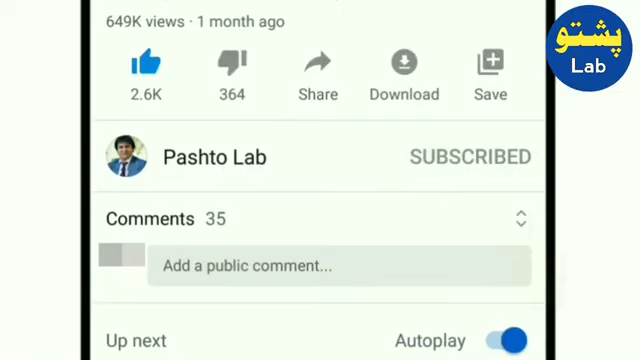 649K views · 1 month ago
پښتو
Lab
2.6K
364
Share
Download
Save
Pashto Lab
SUBSCRIBED
Comments 35
Add a public comment...
Up next
Autoplay